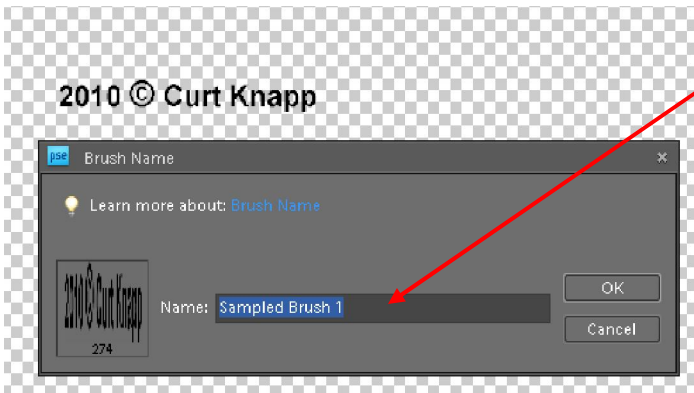 2010 © Curt Knapp
pse Brush Name ×
Learn more about: Brush Name
2010 © Curt Knapp
Name: Sampled Brush 1
OK
Cancel
274